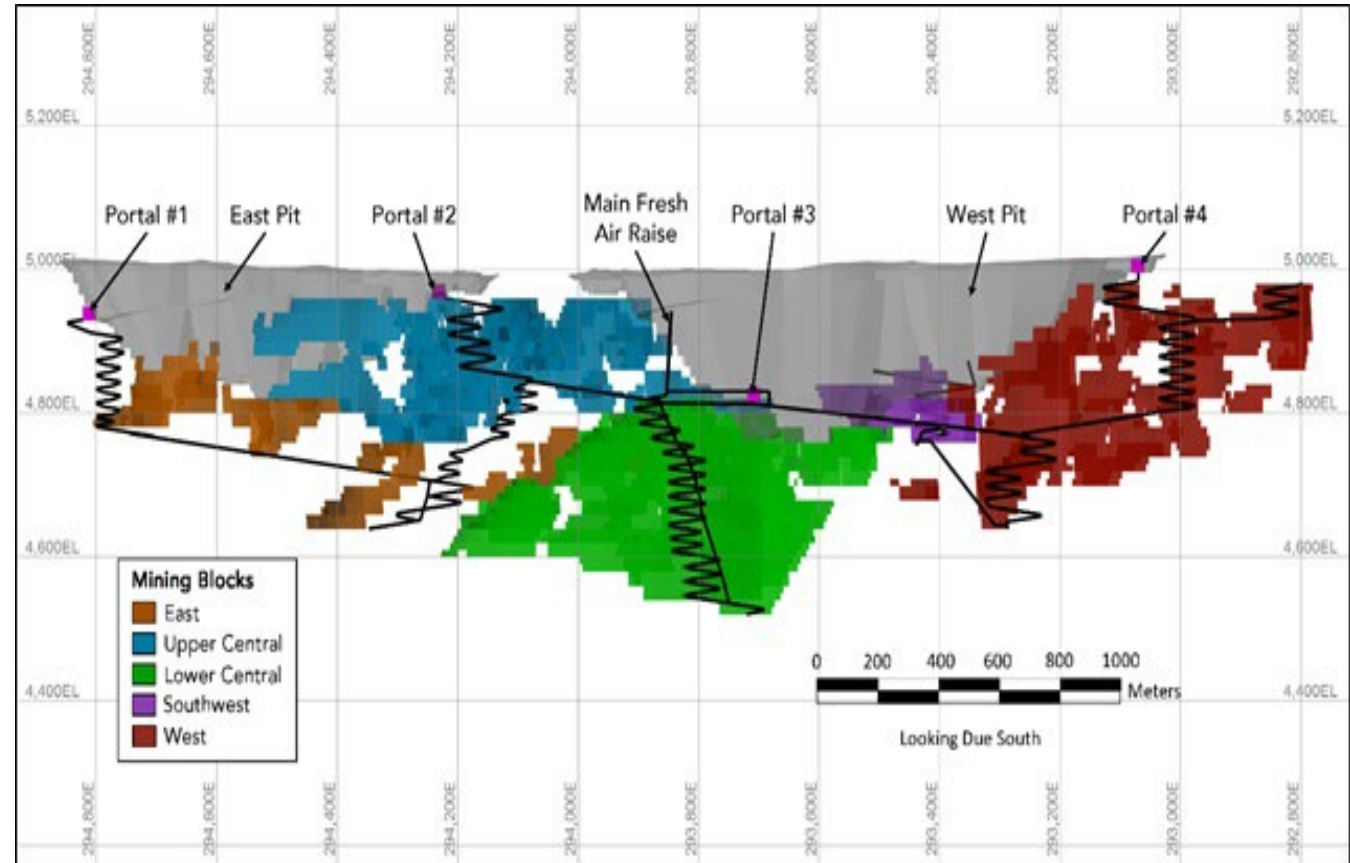 294,800E
294,600E
294,400E
294,200E
294,000E
293,800E
293,600E
293,400E
293,200E
293,000E
292,800E
5,200EL
5,200EL
Portal #1
East Pit
Portal #2
Main Fresh
Air Raise
Portal #3
West Pit
Portal #4
5,000EL
5,000EL
4,800EL
4,800EL
4,600EL
4,600EL
Mining Blocks
East
Upper Central
Lower Central
Southwest
West
0 200 400 600 800 1000
Meters
Looking Due South
4,400EL
4,400EL
294,800E
294,600E
294,400E
294,200E
294,000E
293,800E
293,600E
293,400E
293,200E
293,000E
292,800E